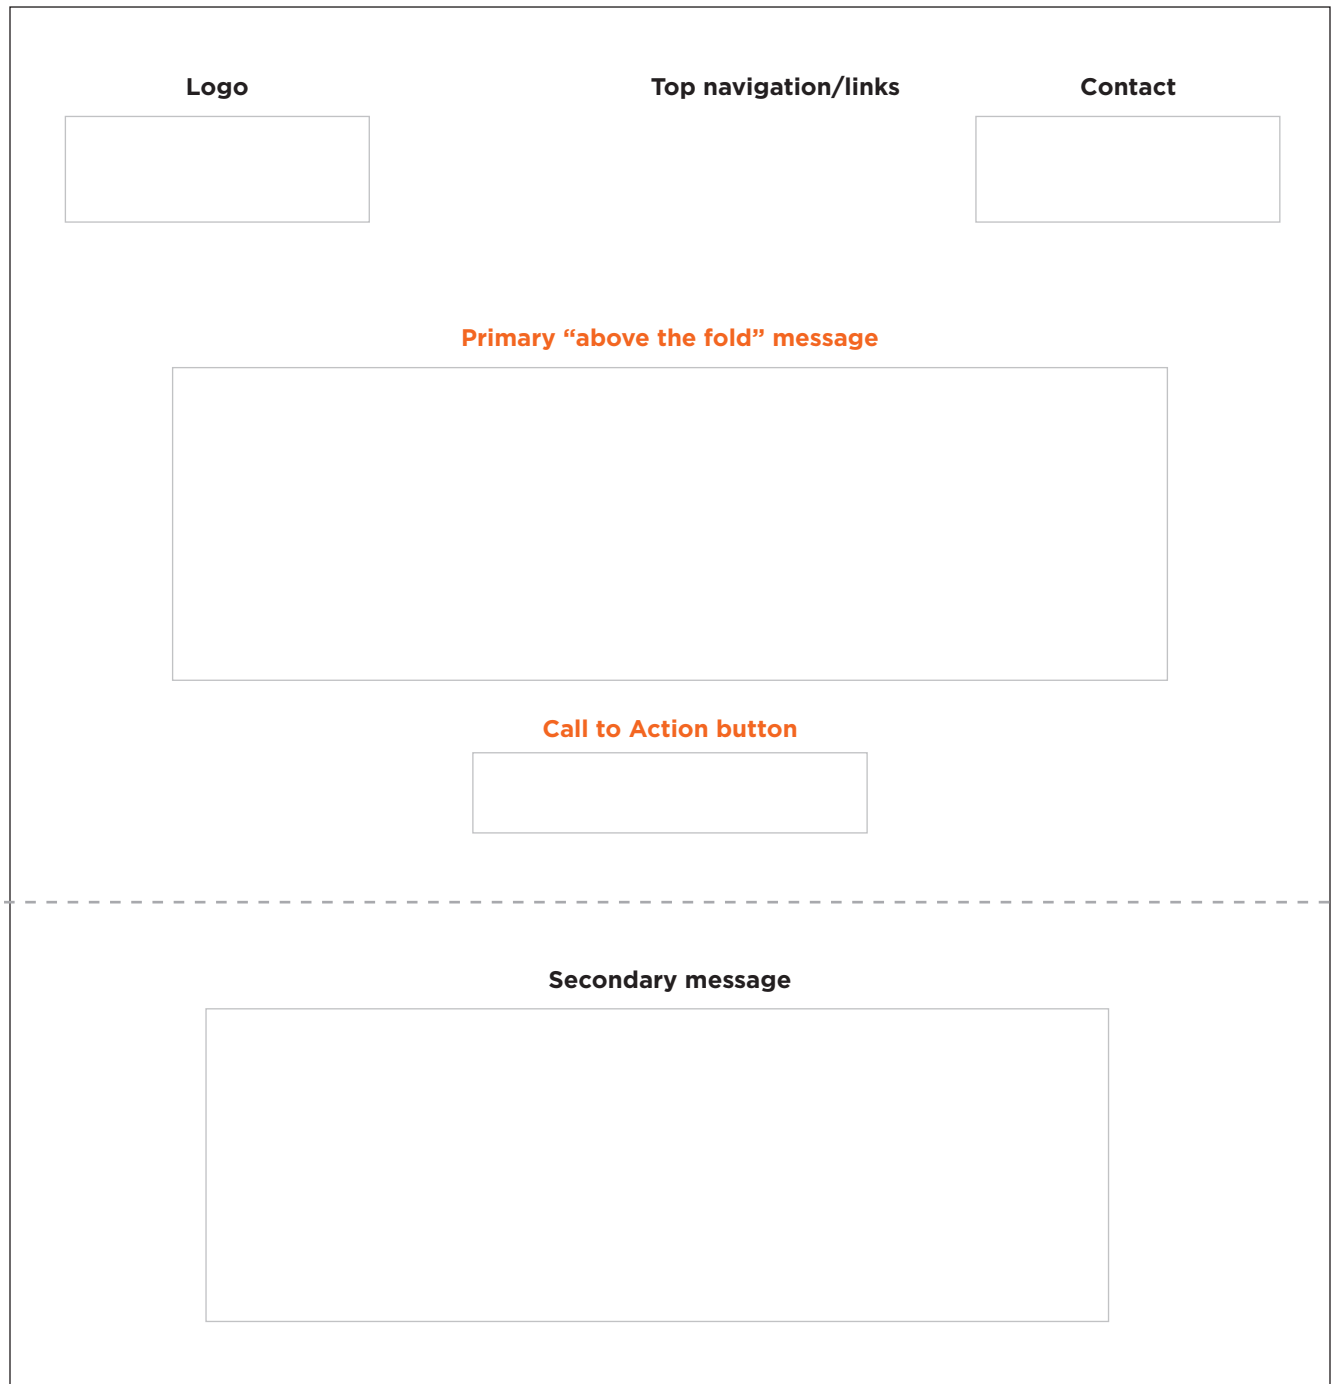 Logo
Top navigation/links
Contact
Primary “above the fold” message
Call to Action button
Secondary message